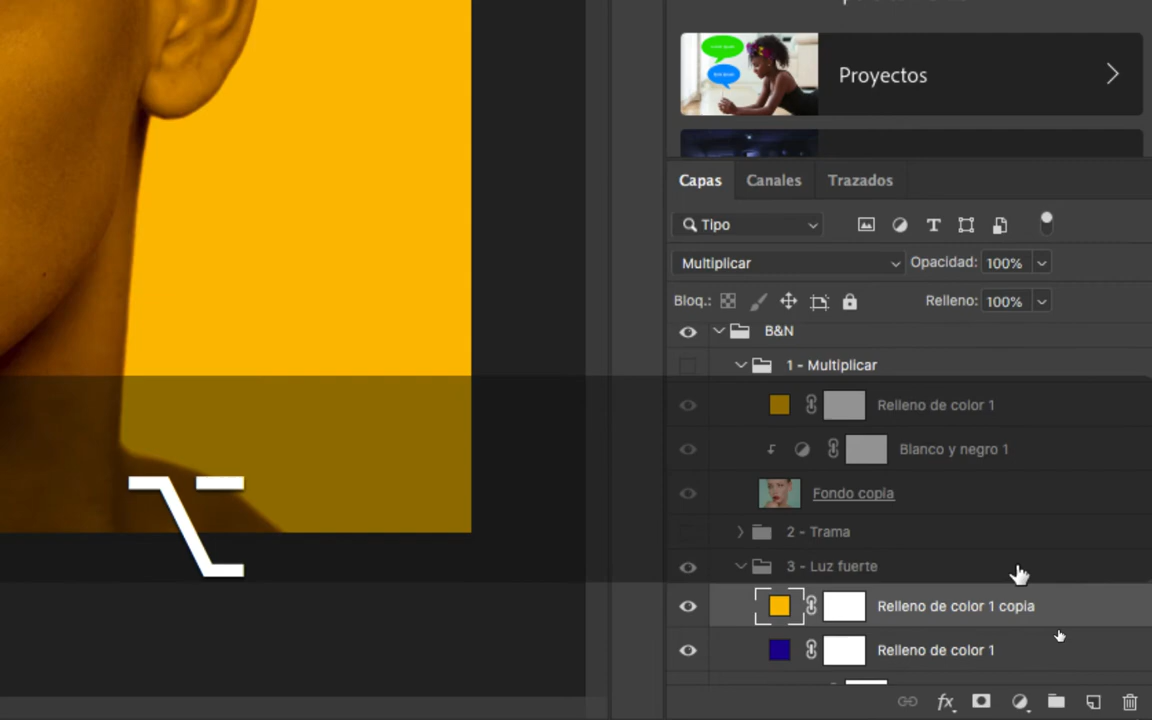 Proyectos
Capas Canales Trazados
Tipo
Multiplicar Opacidad: 100%
Bloq.: Relleno: 100%
B&N
1 - Multiplicar
Relleno de color 1
Blanco y negro 1
Fondo copia
2 - Trama
3 - Luz fuerte
Relleno de color 1 copia
Relleno de color 1
fx